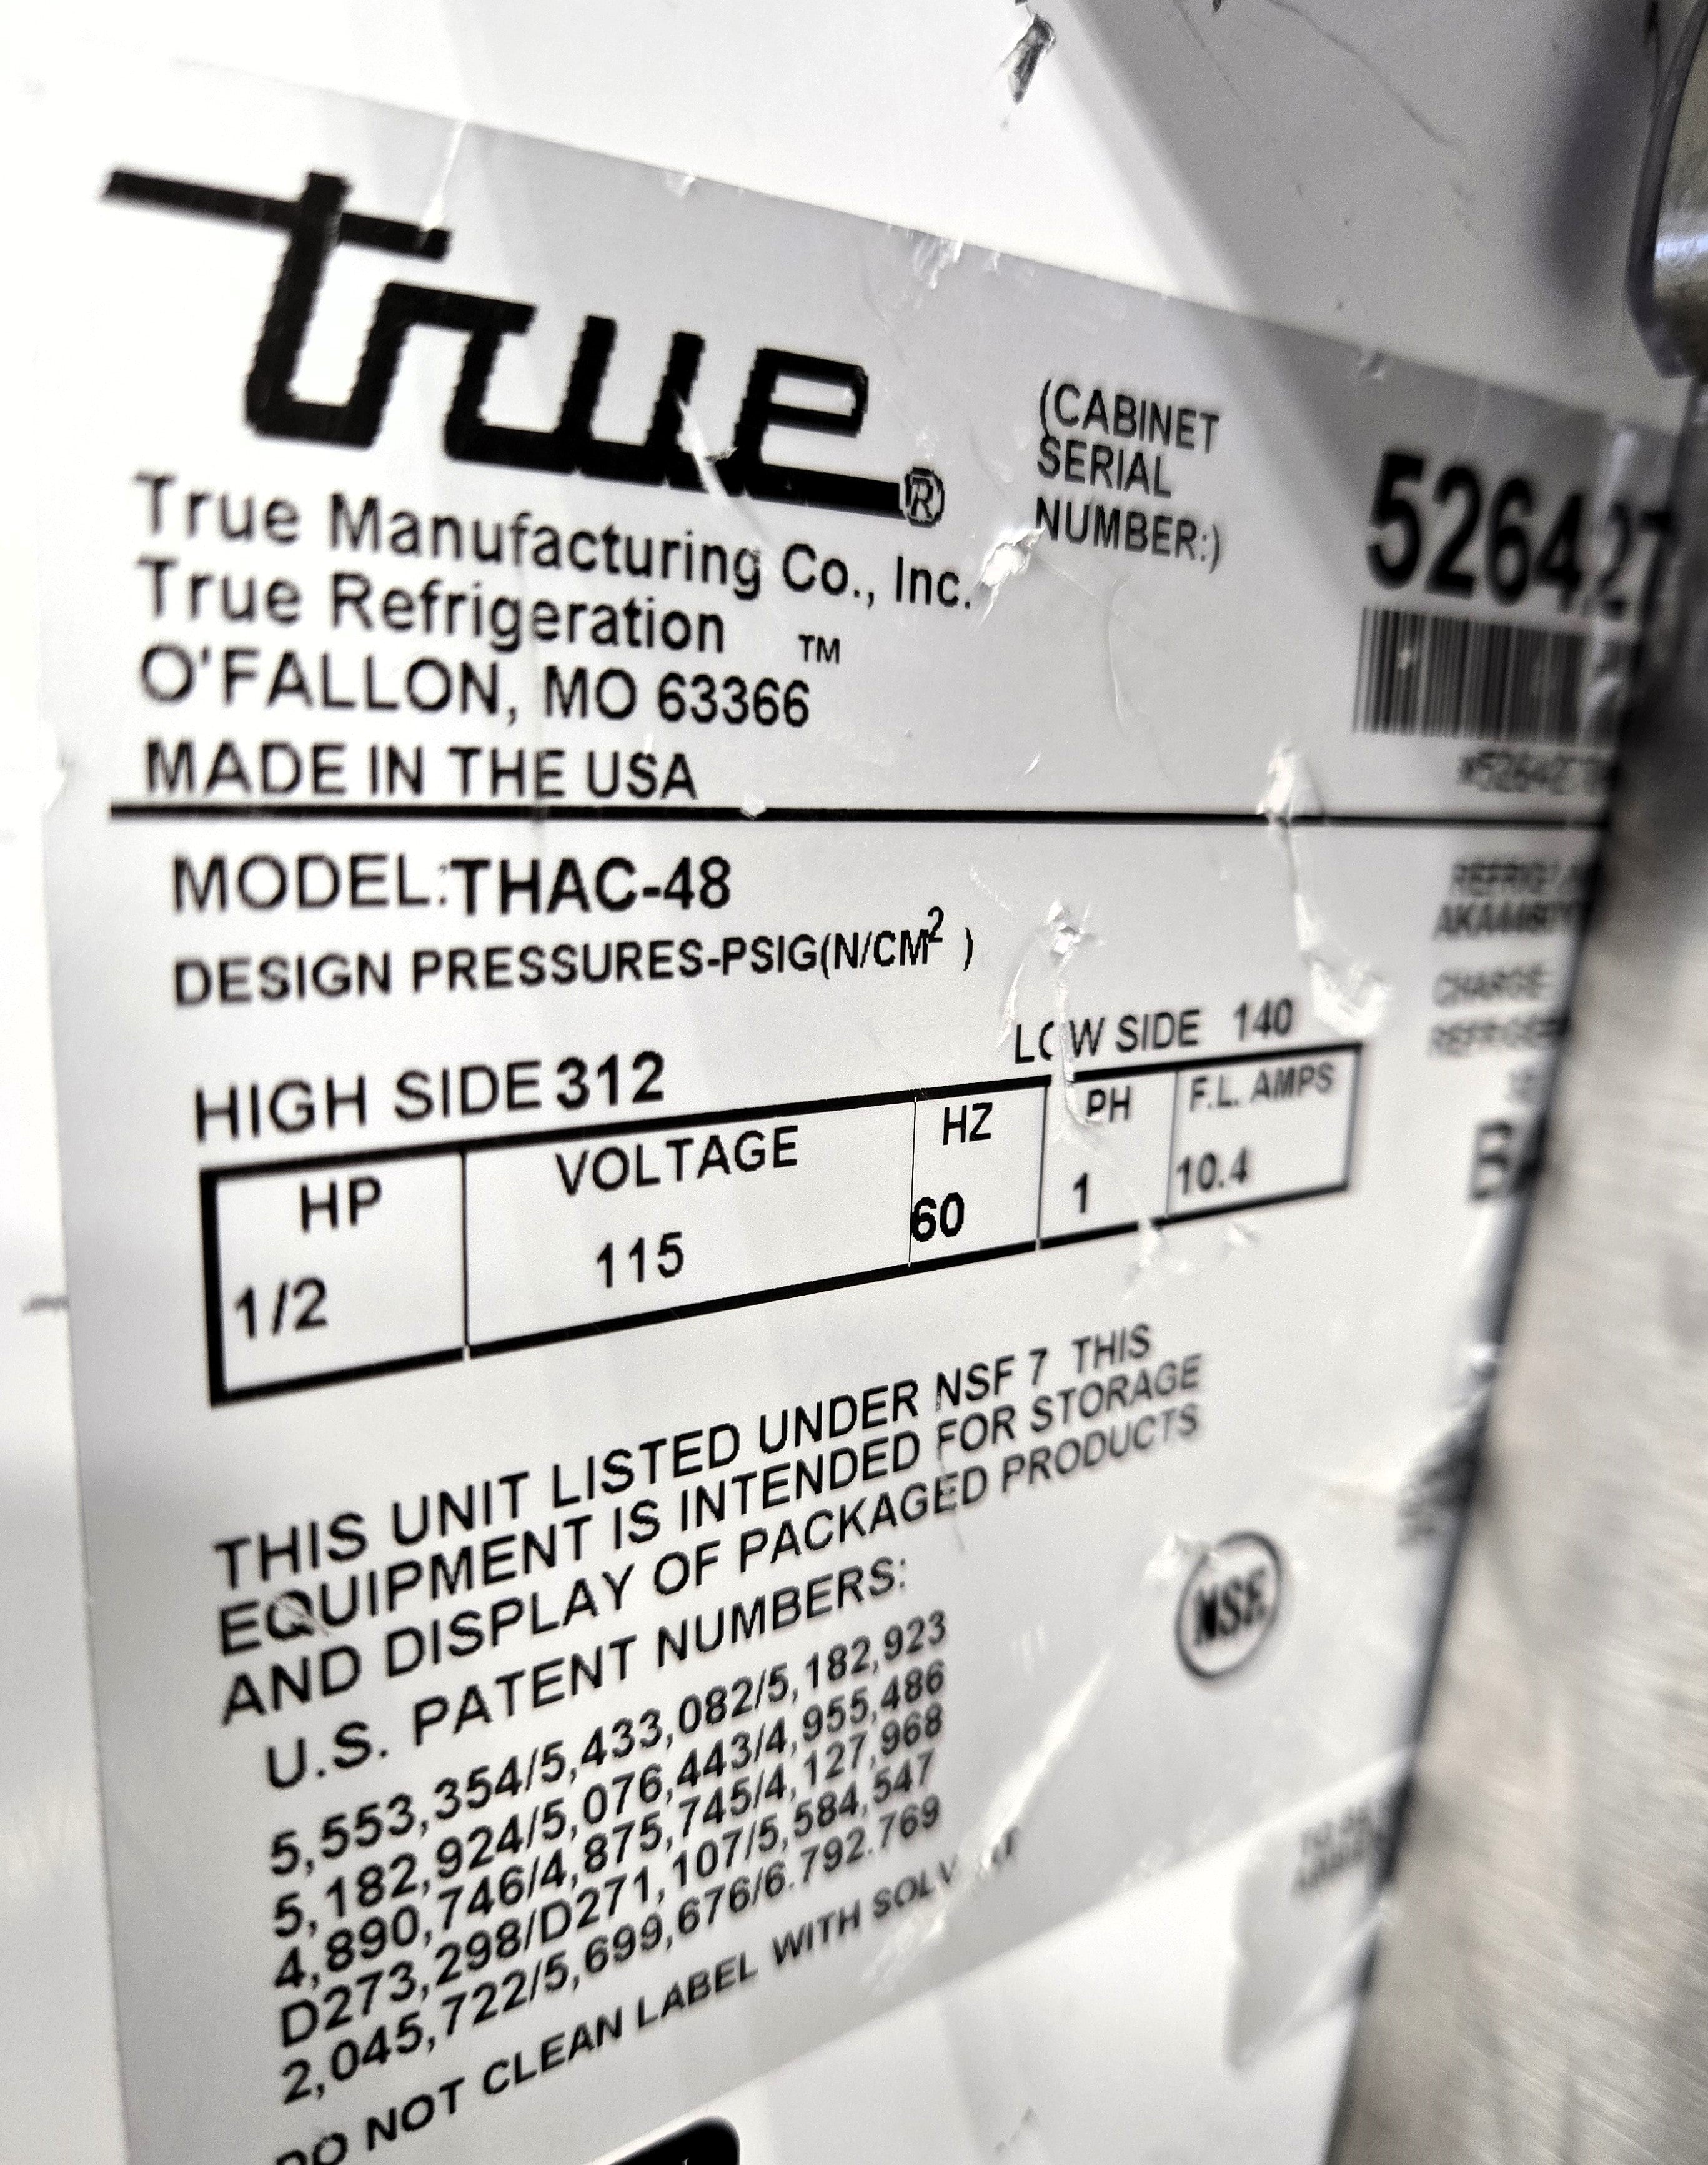 true®
True Manufacturing Co., Inc.
True Refrigeration ™
O'FALLON, MO 63366
MADE IN THE USA
(CABINET
SERIAL
NUMBER:)
526427
MODEL:THAC-48
DESIGN PRESSURES-PSIG(N/CM² )
HIGH SIDE 312
LOW SIDE 140
HP VOLTAGE HZ PH F.L. AMPS
1/2 115 60 1 10.4
CHARGE
THIS UNIT LISTED UNDER NSF 7 THIS
EQUIPMENT IS INTENDED FOR STORAGE
AND DISPLAY OF PACKAGED PRODUCTS
U.S. PATENT NUMBERS:
5,553,354/5,433,082/5,182,923
5,182,924/5,076,443/4,955,486
4,890,746/4,875,745/4,127,968
D273,298/D271,107/5,584,547
2,045,722/5,699,676/6.792.769
NSF
DO NOT CLEAN LABEL WITH